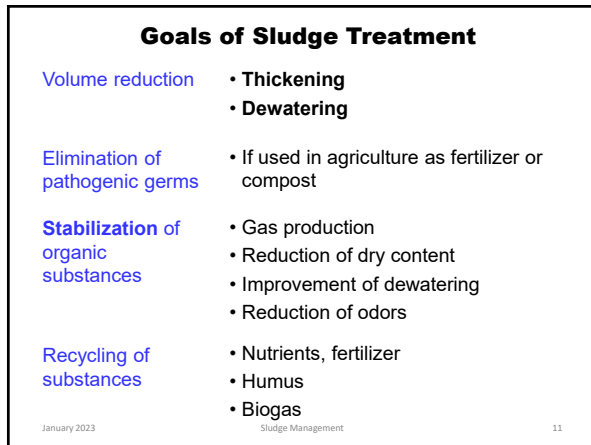 Goals of Sludge Treatment
Volume reduction
• Thickening
• Dewatering
Elimination of
pathogenic germs
• If used in agriculture as fertilizer or
compost
Stabilization of
organic
substances
• Gas production
• Reduction of dry content
• Improvement of dewatering
• Reduction of odors
Recycling of
substances
• Nutrients, fertilizer
• Humus
• Biogas
January 2023
Sludge Management
11